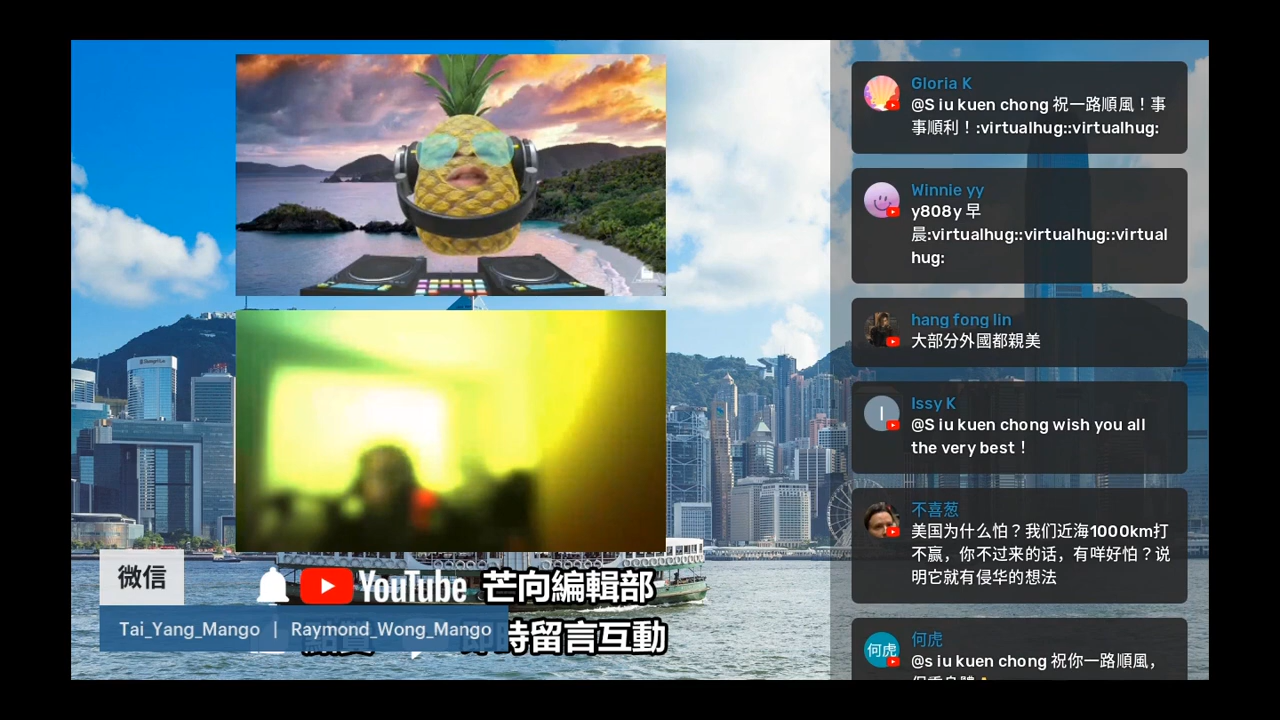 Gloria K
@S iu kuen chong 祝一路順風！事
事順利！:virtualhug::virtualhug:
Winnie yy
y808y 早
晨:virtualhug::virtualhug::virtual
hug:
hang fong lin
大部分外國都親美
Issy K
@S iu kuen chong wish you all
the very best！
不喜葱
美国为什么怕？我们近海1000km打
不赢，你不过来的话，有咩好怕？说
明它就有侵华的想法
何虎
何虎
@s iu kuen chong 祝你一路順風，
微信
Tai_Yang_Mango | Raymond_Wong_Mango
YouTube 芒向編輯部
時留言互動